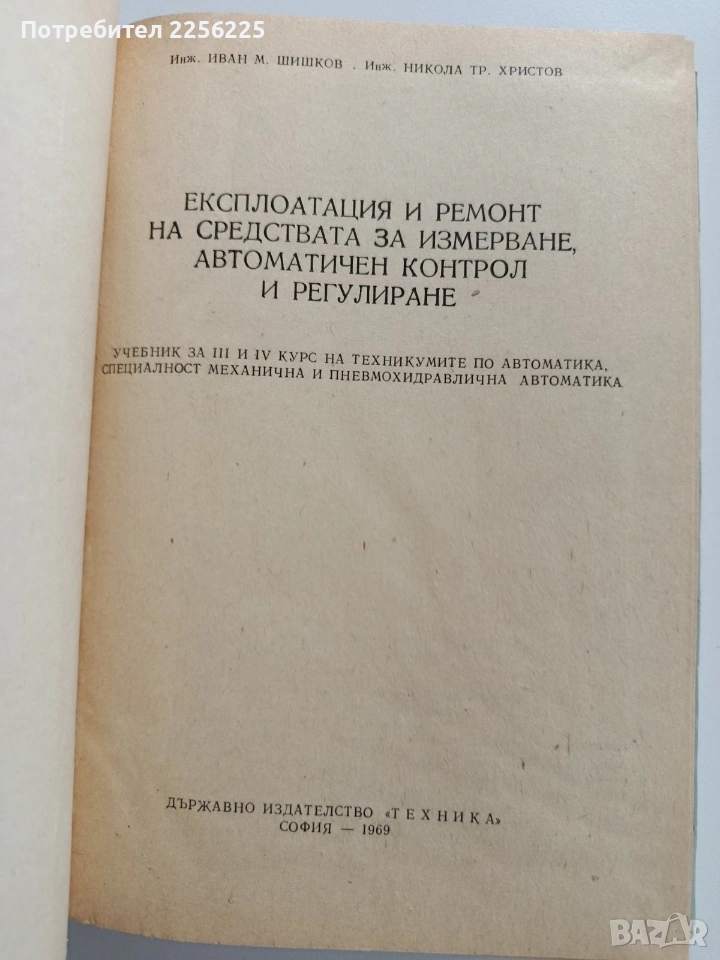 Потребител 2256225
Инж. ИВАН М. ШИШКОВ . Инж. НИКОЛА ТР. ХРИСТОВ
ЕКСПЛОАТАЦИЯ И РЕМОНТ
НА СРЕДСТВАТА ЗА ИЗМЕРВАНЕ,
АВТОМАТИЧЕН КОНТРОЛ
И РЕГУЛИРАНЕ
УЧЕБНИК ЗА III И IV КУРС НА ТЕХНИКУМИТЕ ПО АВТОМАТИКА,
СПЕЦИАЛНОСТ МЕХАНИЧНА И ПНЕВМОХИДРАВЛИЧНА АВТОМАТИКА
ДЪРЖАВНО ИЗДАТЕЛСТВО «ТЕХНИКА»
СОФИЯ — 1969
BAZAR